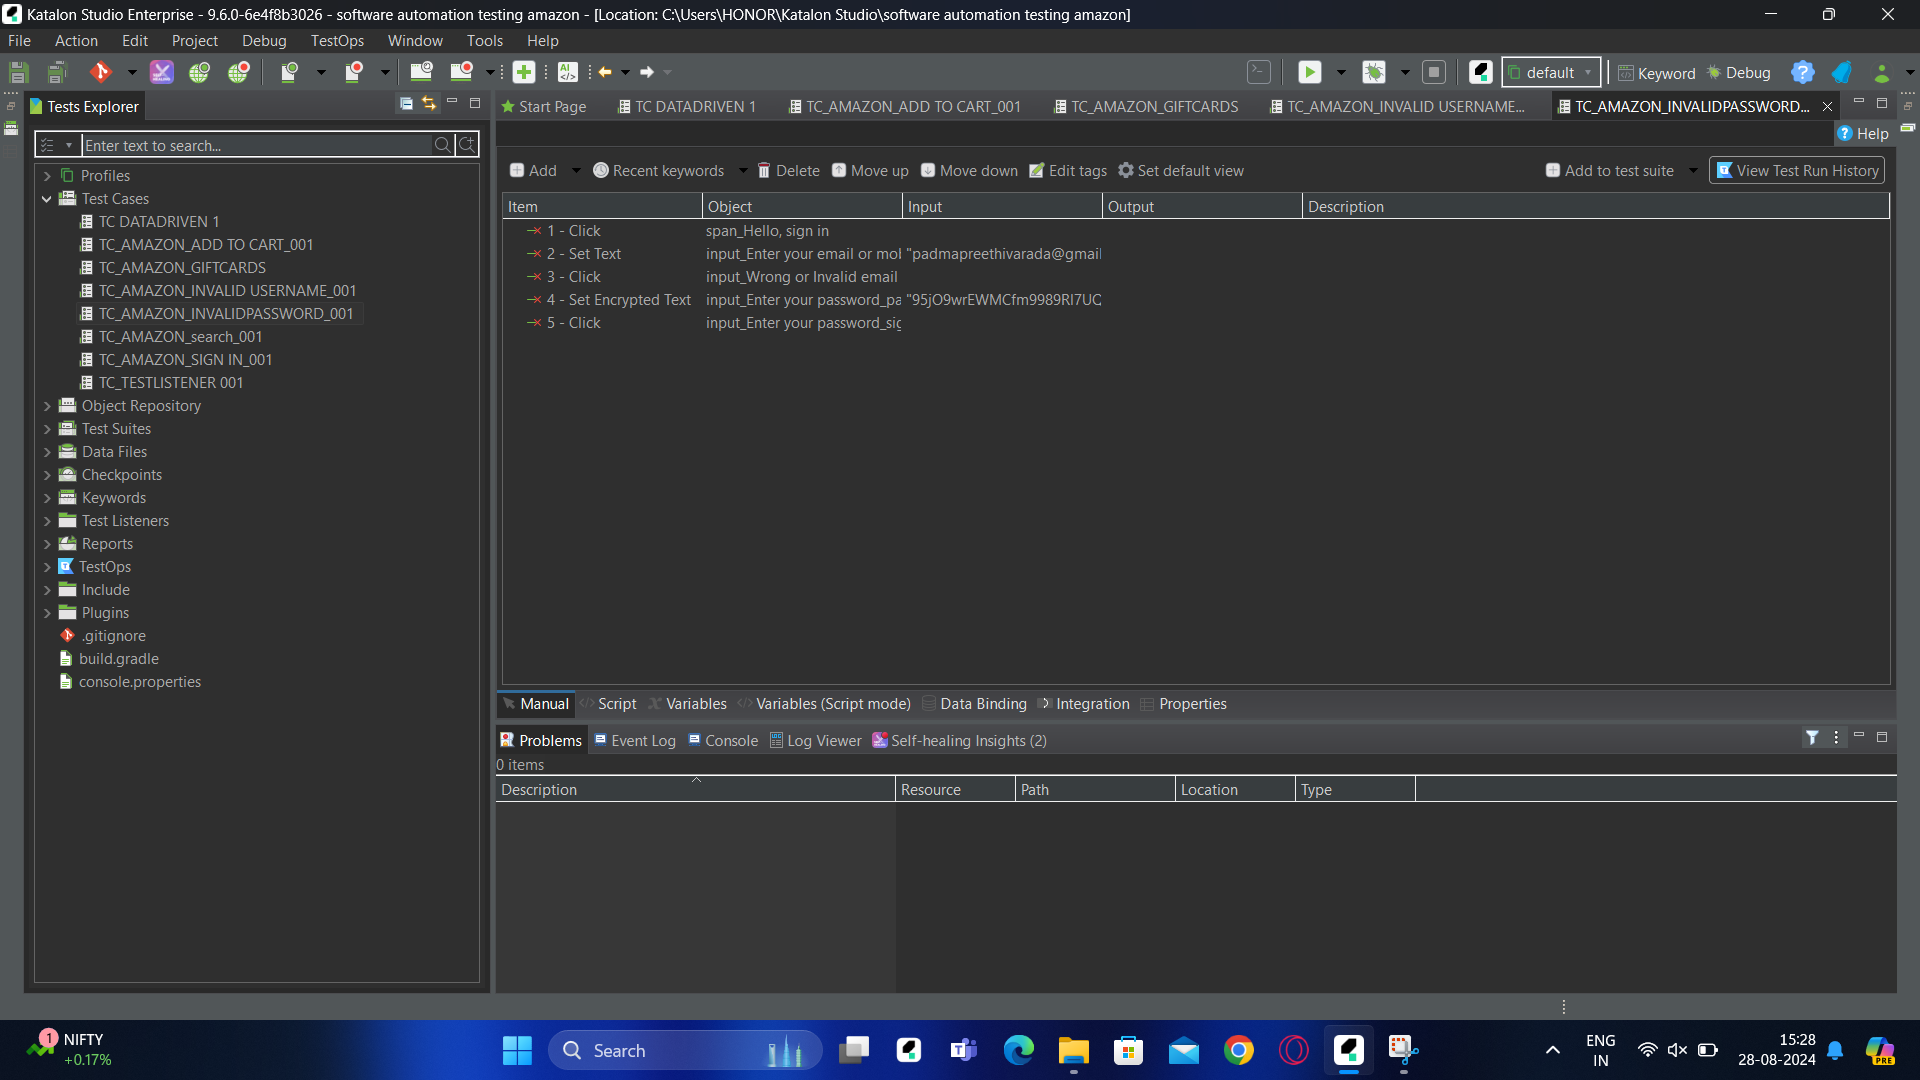 Katalon Studio Enterprise - 9.6.0-6e4f8b3026 - software automation testing amazon - [Location: C:\Users\HONOR\Katalon Studio\software automation testing amazon]
File Action Edit Project Debug TestOps Window Tools Help
default Keyword Debug
Tests Explorer
Start Page TC DATADRIVEN 1 TC_AMAZON_ADD TO CART_001 TC_AMAZON_GIFTCARDS TC_AMAZON_INVALID USERNAME... TC_AMAZON_INVALIDPASSWORD...
Help
Enter text to search...
Add Recent keywords Delete Move up Move down Edit tags Set default view Add to test suite View Test Run History
Profiles
Test Cases
TC DATADRIVEN 1
TC_AMAZON_ADD TO CART_001
TC_AMAZON_GIFTCARDS
TC_AMAZON_INVALID USERNAME_001
TC_AMAZON_INVALIDPASSWORD_001
TC_AMAZON_search_001
TC_AMAZON_SIGN IN_001
TC_TESTLISTENER 001
Object Repository
Test Suites
Data Files
Checkpoints
Keywords
Test Listeners
Reports
TestOps
Include
Plugins
.gitignore
build.gradle
console.properties
Item Object Input Output Description
1 - Click span_Hello, sign in
2 - Set Text input_Enter your email or mol "padmapreethivarada@gmail
3 - Click input_Wrong or Invalid email
4 - Set Encrypted Text input_Enter your password_pa "95jO9wrEWMCfm9989RI7UQ
5 - Click input_Enter your password_sig
Manual Script Variables Variables (Script mode) Data Binding Integration Properties
Problems Event Log Console Log Viewer Self-healing Insights (2)
0 items
Description Resource Path Location Type
1
NIFTY
+0.17%
Search
ENG
IN
15:28
28-08-2024
PRE